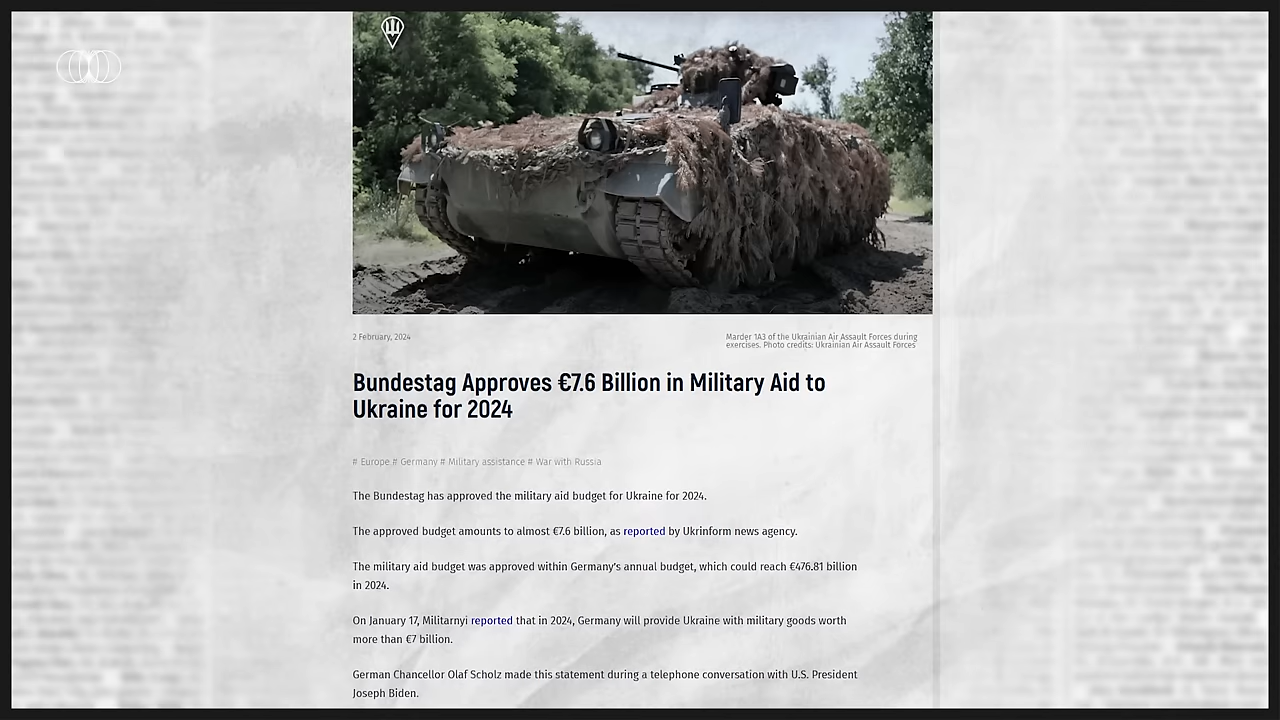 2 February, 2024
Marder 1A3 of the Ukrainian Air Assault Forces during
exercises. Photo credits: Ukrainian Air Assault Forces
Bundestag Approves €7.6 Billion in Military Aid to
Ukraine for 2024
# Europe # Germany # Military assistance # War with Russia
The Bundestag has approved the military aid budget for Ukraine for 2024.
The approved budget amounts to almost €7.6 billion, as reported by Ukrinform news agency.
The military aid budget was approved within Germany's annual budget, which could reach €476.81 billion
in 2024.
On January 17, Militarnyi reported that in 2024, Germany will provide Ukraine with military goods worth
more than €7 billion.
German Chancellor Olaf Scholz made this statement during a telephone conversation with U.S. President
Joseph Biden.